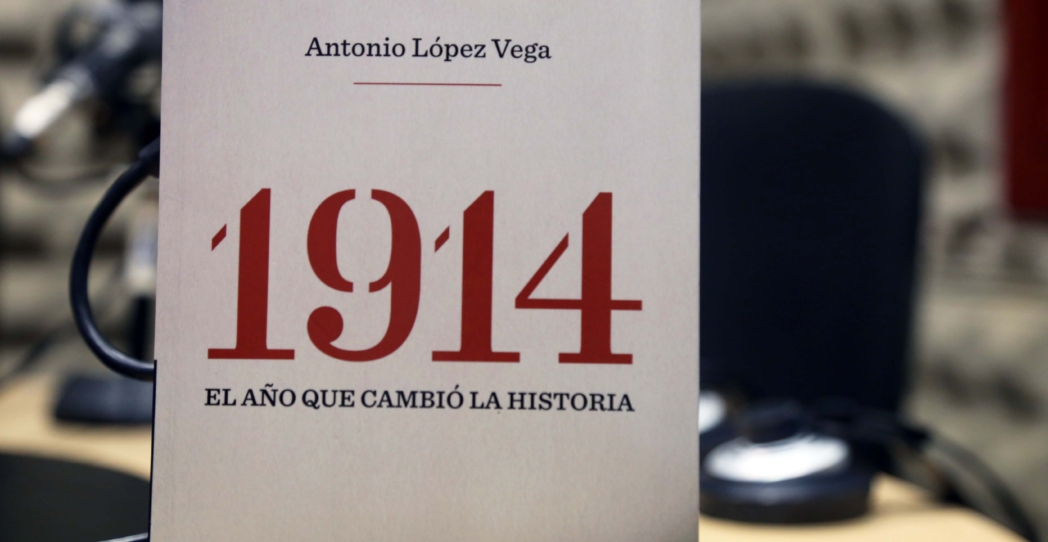 Antonio López Vega
1914
EL AÑO QUE CAMBIÓ LA HISTORIA